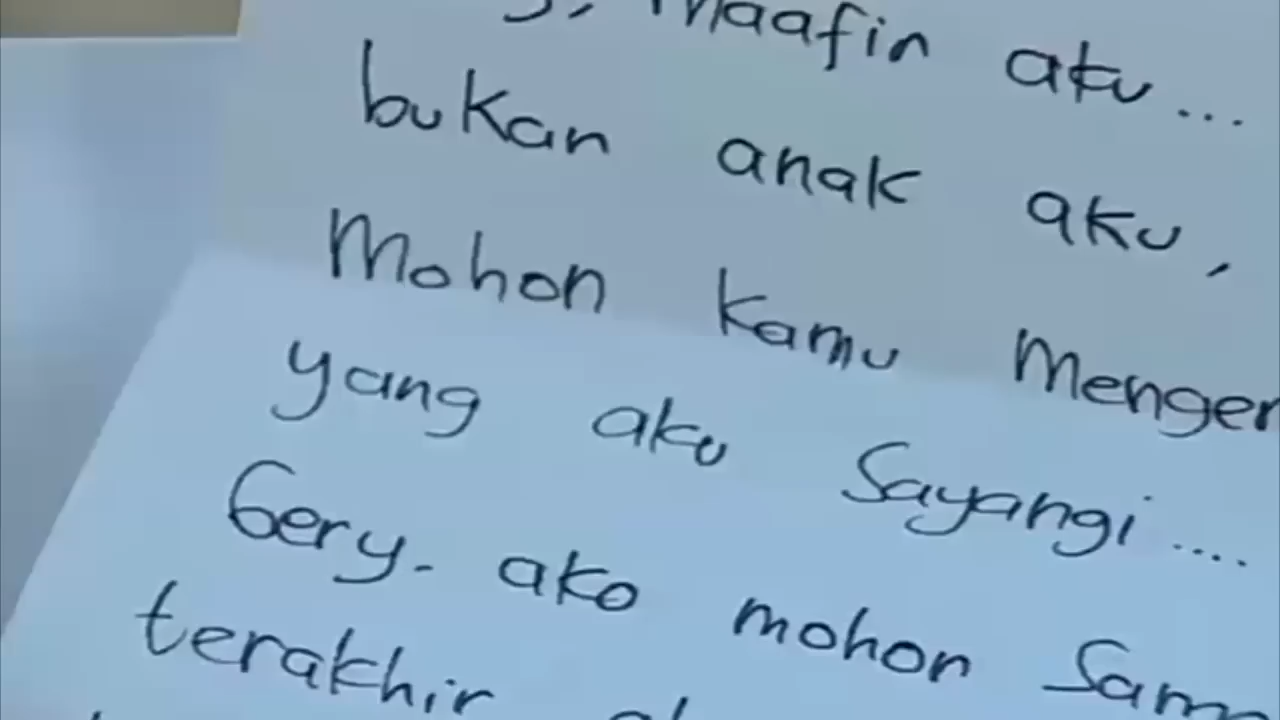 Maafin aku...
bukan anak aku,
Mohon kamu Menger
yang aku Sayangi....
Gery. ako mohon Sam
terakhir